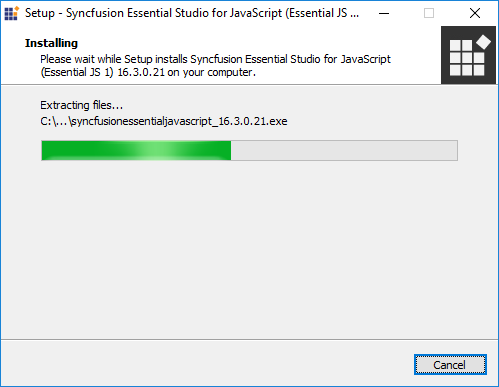 Setup - Syncfusion Essential Studio for JavaScript (Essential JS ...
Installing
Please wait while Setup installs Syncfusion Essential Studio for JavaScript
(Essential JS 1) 16.3.0.21 on your computer.
Extracting files...
C:\...\syncfusionessentialjavascript_16.3.0.21.exe
Cancel